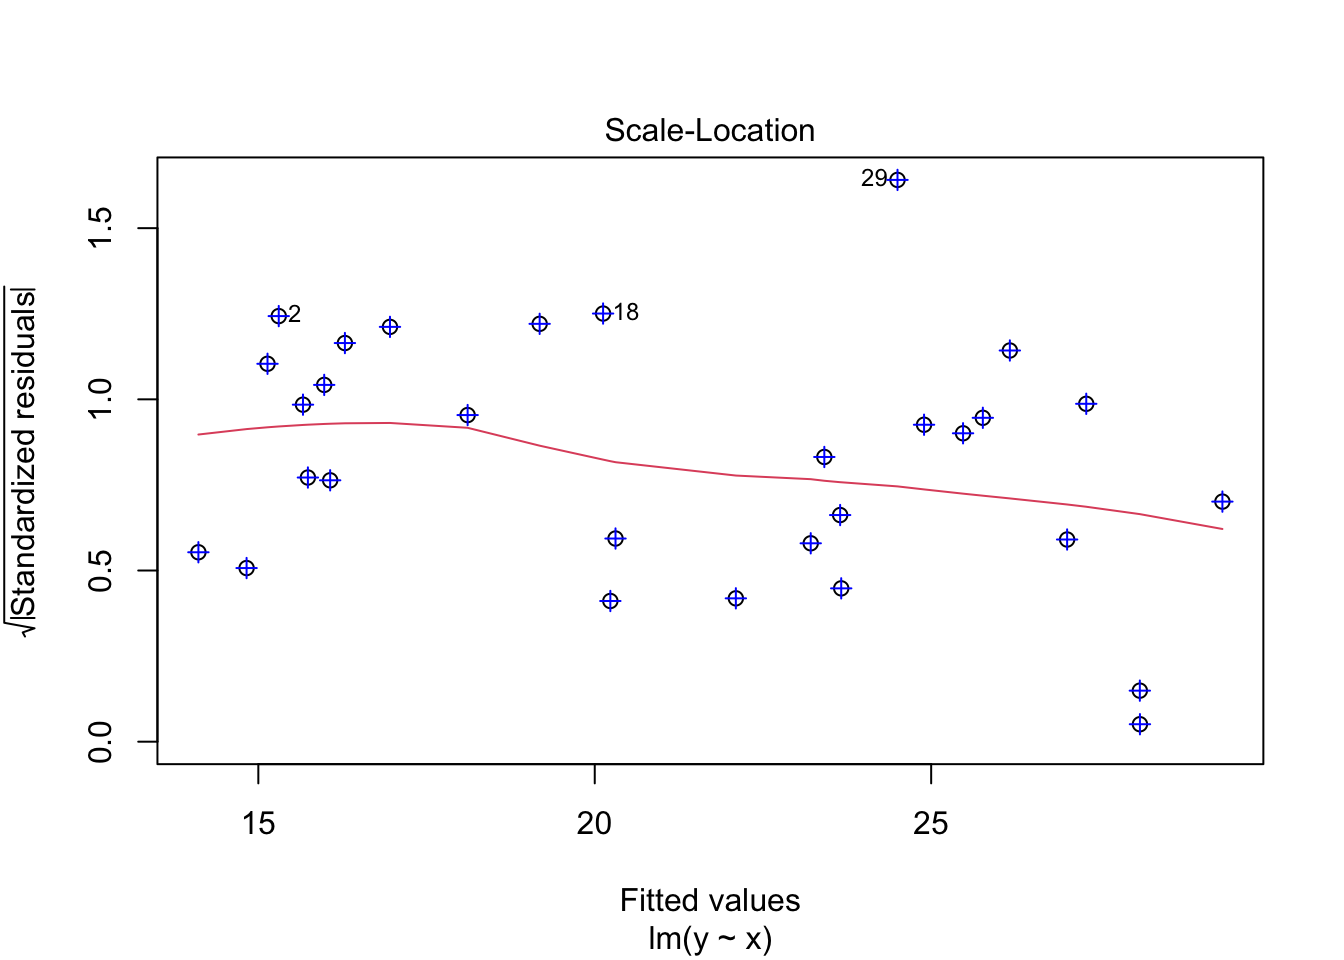 Scale-Location
√|Standardized residuals|
1.5
1.0
0.5
0.0
29
2
18
15 20 25
Fitted values
lm(y ~ x)